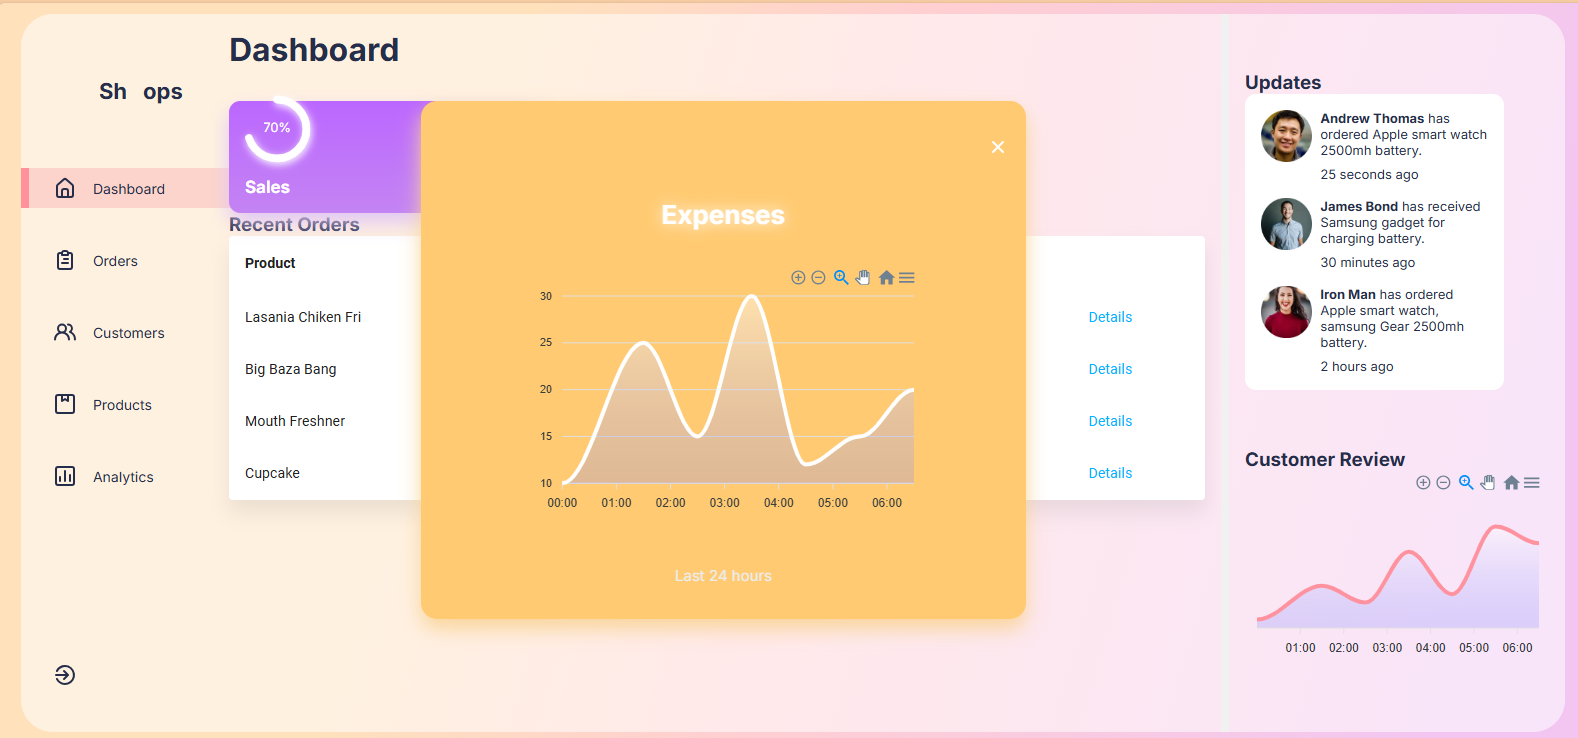 Dashboard
Sh ops
Dashboard
Orders
Customers
Products
Analytics
70%
Sales
Recent Orders
Product
Lasania Chiken Fri
Big Baza Bang
Mouth Freshner
Cupcake
Details
Details
Details
Details
Expenses
30
25
20
15
10
00:00 01:00 02:00 03:00 04:00 05:00 06:00
Last 24 hours
Updates
Andrew Thomas has
ordered Apple smart watch
2500mh battery.
25 seconds ago
James Bond has received
Samsung gadget for
charging battery.
30 minutes ago
Iron Man has ordered
Apple smart watch,
samsung Gear 2500mh
battery.
2 hours ago
Customer Review
01:00 02:00 03:00 04:00 05:00 06:00